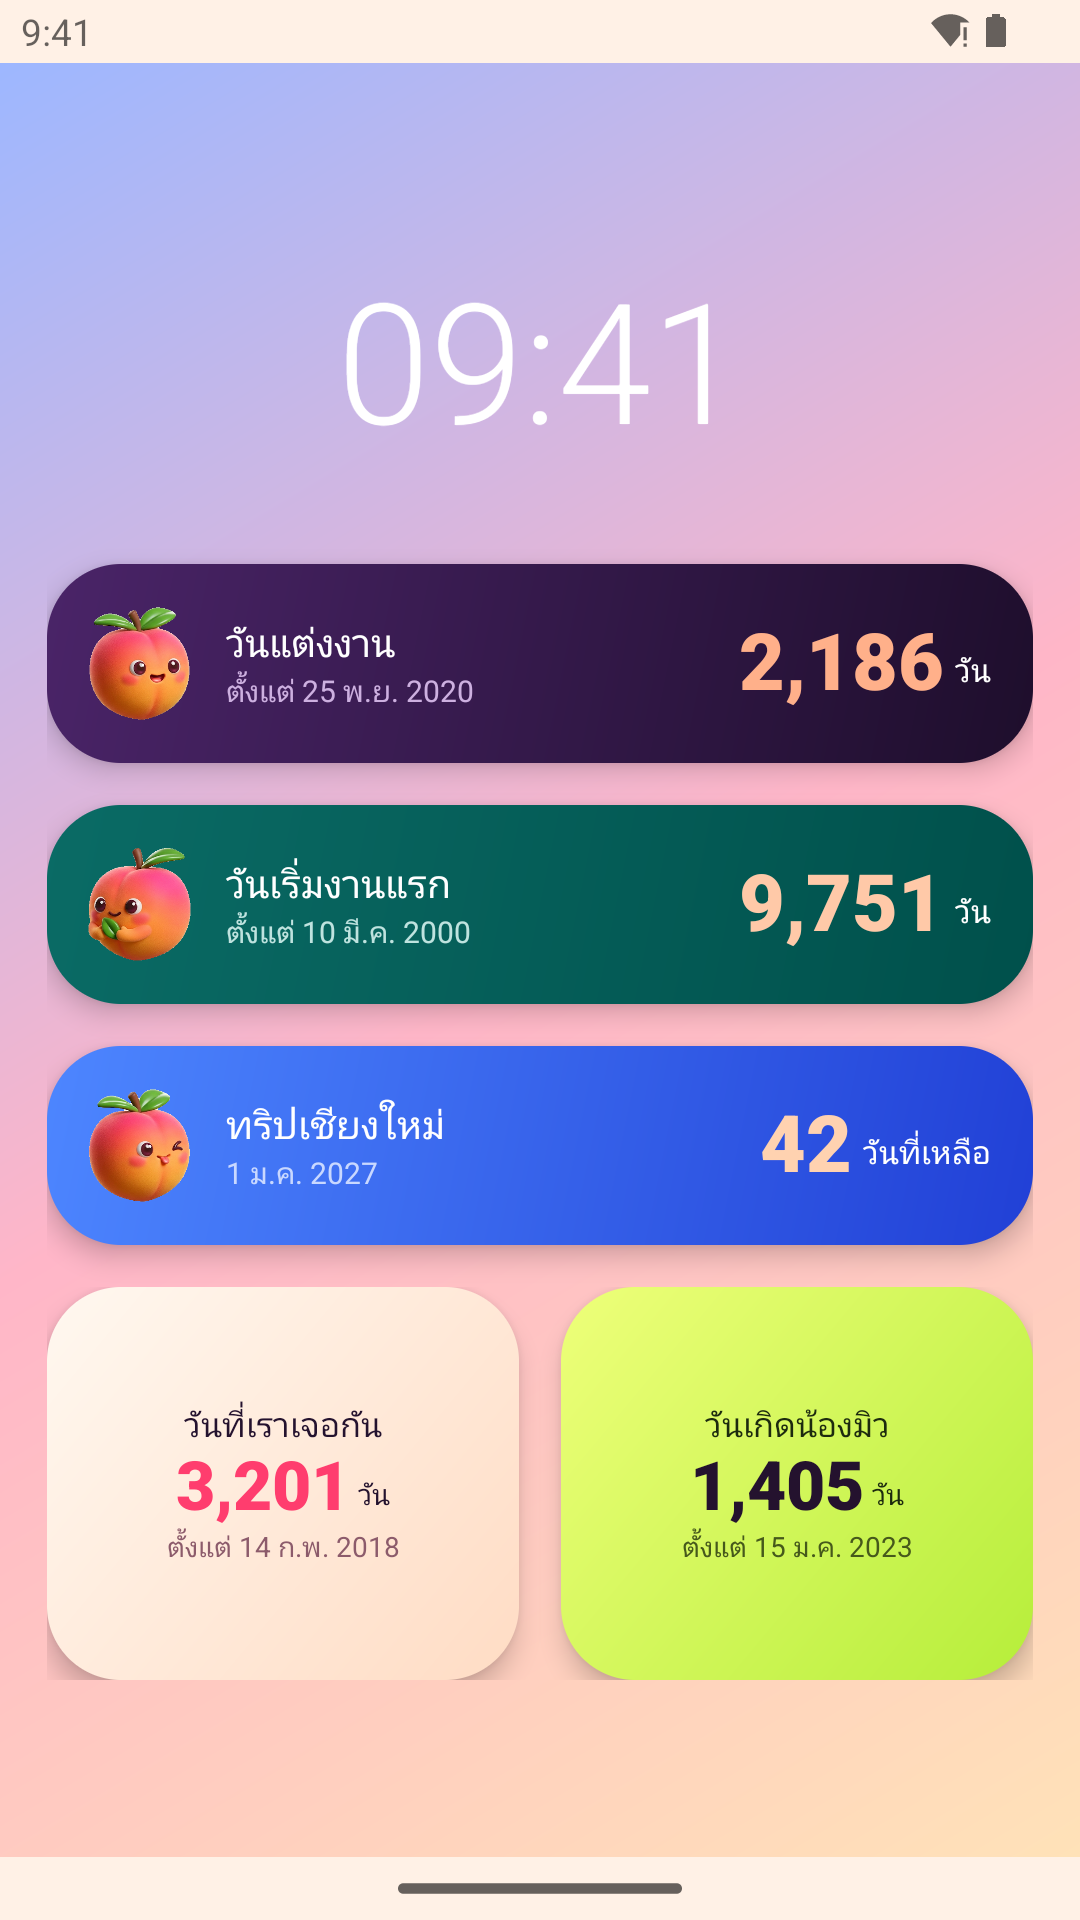 9:41
09:41
วันแต่งงาน
ตั้งแต่ 25 พ.ย. 2020
2,186 วัน
วันเริ่มงานแรก
ตั้งแต่ 10 มี.ค. 2000
9,751 วัน
ทริปเชียงใหม่
1 ม.ค. 2027
42 วันที่เหลือ
วันที่เราเจอกัน
3,201 วัน
ตั้งแต่ 14 ก.พ. 2018
วันเกิดน้องมิว
1,405 วัน
ตั้งแต่ 15 ม.ค. 2023